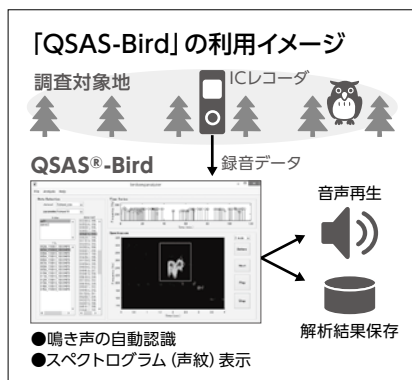 「QSAS-Bird」の利用イメージ
調査対象地
ICレコーダ
QSAS®-Bird
録音データ
音声再生
解析結果保存
●鳴き声の自動認識
●スペクトログラム(声紋)表示